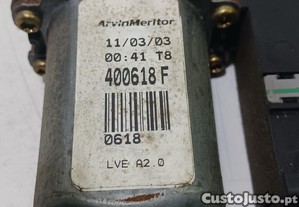 ArvinMeritor
11/03/03
00:41 T8
400618 F
0618
LVE A2.0
CustoJusto.pt